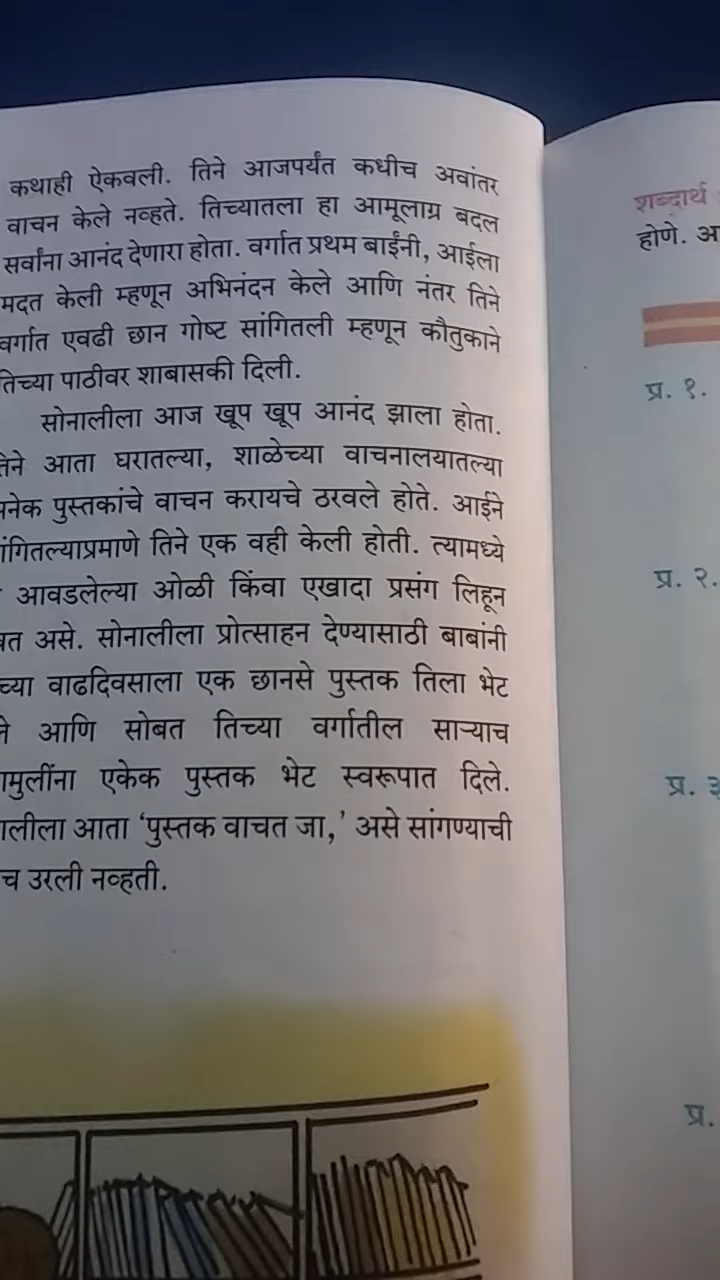 कथाही ऐकवली. तिने आजपर्यंत कधीच अवांतर
वाचन केले नव्हते. तिच्यातला हा आमूलाग्र बदल
सर्वांना आनंद देणारा होता. वर्गात प्रथम बाईंनी, आईला
मदत केली म्हणून अभिनंदन केले आणि नंतर तिने
वर्गात एवढी छान गोष्ट सांगितली म्हणून कौतुकाने
तिच्या पाठीवर शाबासकी दिली.
सोनालीला आज खूप खूप आनंद झाला होता.
तिने आता घरातल्या, शाळेच्या वाचनालयातल्या
पुस्तकांचे वाचन करायचे ठरवले होते. आईने
तिने एक वही केली होती. त्यामध्ये
आवडलेल्या ओळी किंवा एखादा प्रसंग लिहून
असे. सोनालीला प्रोत्साहन देण्यासाठी बाबांनी
वाढदिवसाला एक छानसे पुस्तक तिला भेट
आणि सोबत तिच्या वर्गातील साऱ्याच
एकेक पुस्तक भेट स्वरूपात दिले.
आता ‘पुस्तक वाचत जा,’ असे सांगण्याची
उरली नव्हती.
शब्दार्थ
होणे.
प्र. १.
प्र. २.
प्र. ३
प्र.